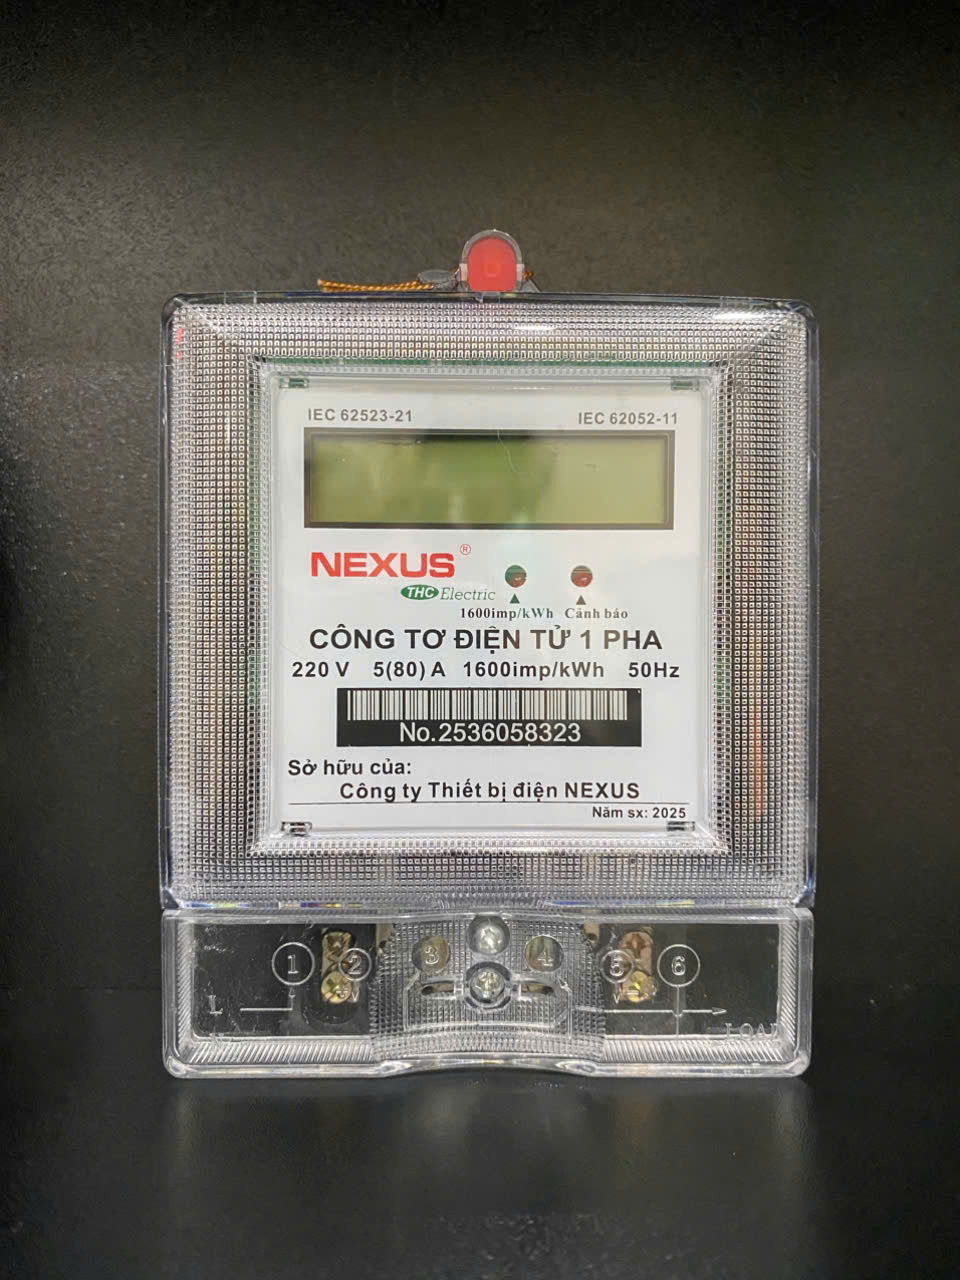 IEC 62523-21 IEC 62052-11
NEXUS®
THC Electric
1600imp/kWh Cảnh báo
CÔNG TƠ ĐIỆN TỬ 1 PHA
220 V 5(80) A 1600imp/kWh 50Hz
No.2536058323
Sở hữu của:
Công ty Thiết bị điện NEXUS
Năm sx: 2025
1 2 3 4 5 6
L LOAD